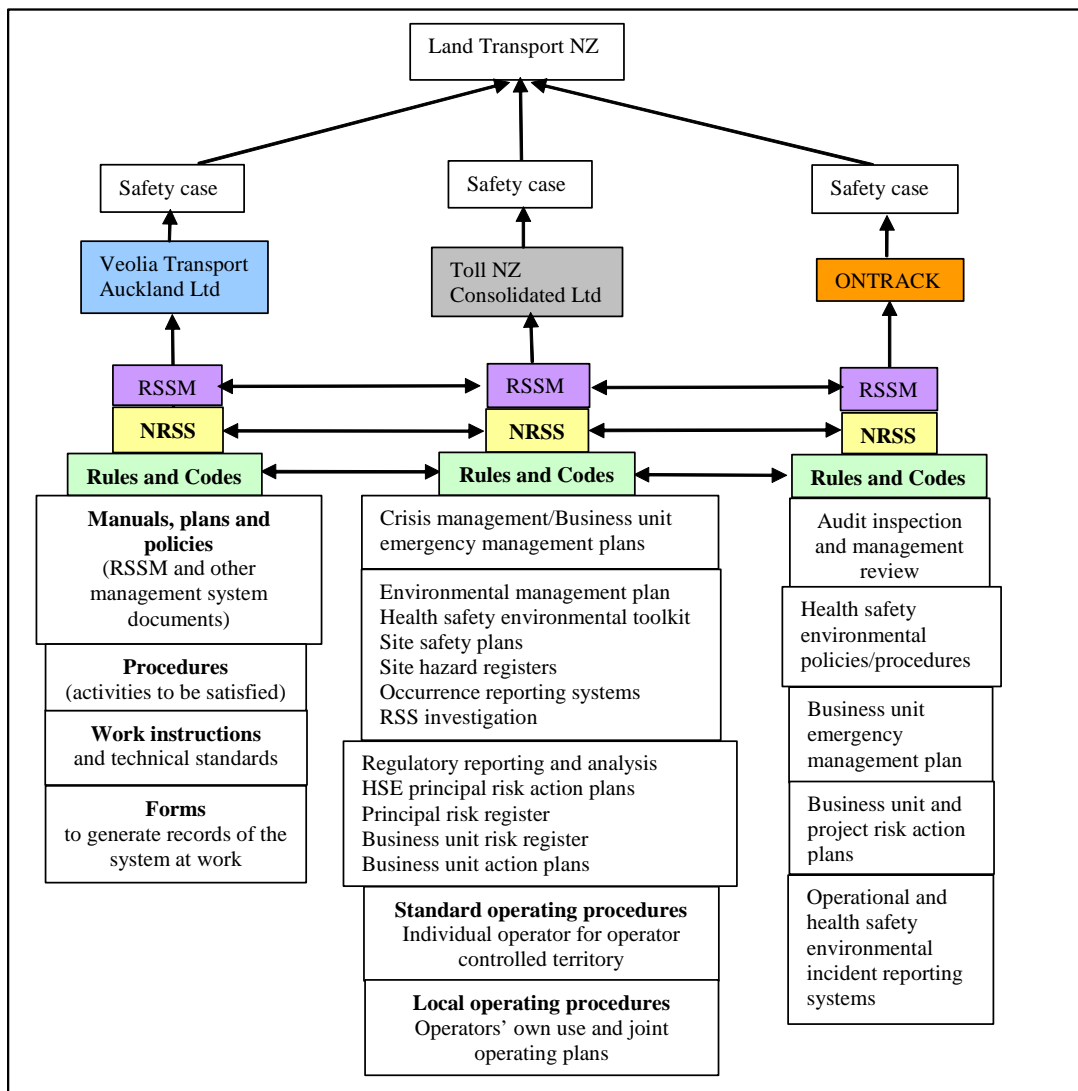 Land Transport NZ
Safety case
Safety case
Safety case
Veolia Transport
Auckland Ltd
Toll NZ
Consolidated Ltd
ONTRACK
RSSM
RSSM
RSSM
NRSS
NRSS
NRSS
Rules and Codes
Rules and Codes
Rules and Codes
Manuals, plans and
policies
(RSSM and other
management system
documents)
Procedures
(activities to be satisfied)
Work instructions
and technical standards
Forms
to generate records of the
system at work
Crisis management/Business unit
emergency management plans
Environmental management plan
Health safety environmental toolkit
Site safety plans
Site hazard registers
Occurrence reporting systems
RSS investigation
Regulatory reporting and analysis
HSE principal risk action plans
Principal risk register
Business unit risk register
Business unit action plans
Standard operating procedures
Individual operator for operator
controlled territory
Local operating procedures
Operators’ own use and joint
operating plans
Audit inspection
and management
review
Health safety
environmental
policies/procedures
Business unit
emergency
management plan
Business unit and
project risk action
plans
Operational and
health safety
environmental
incident reporting
systems